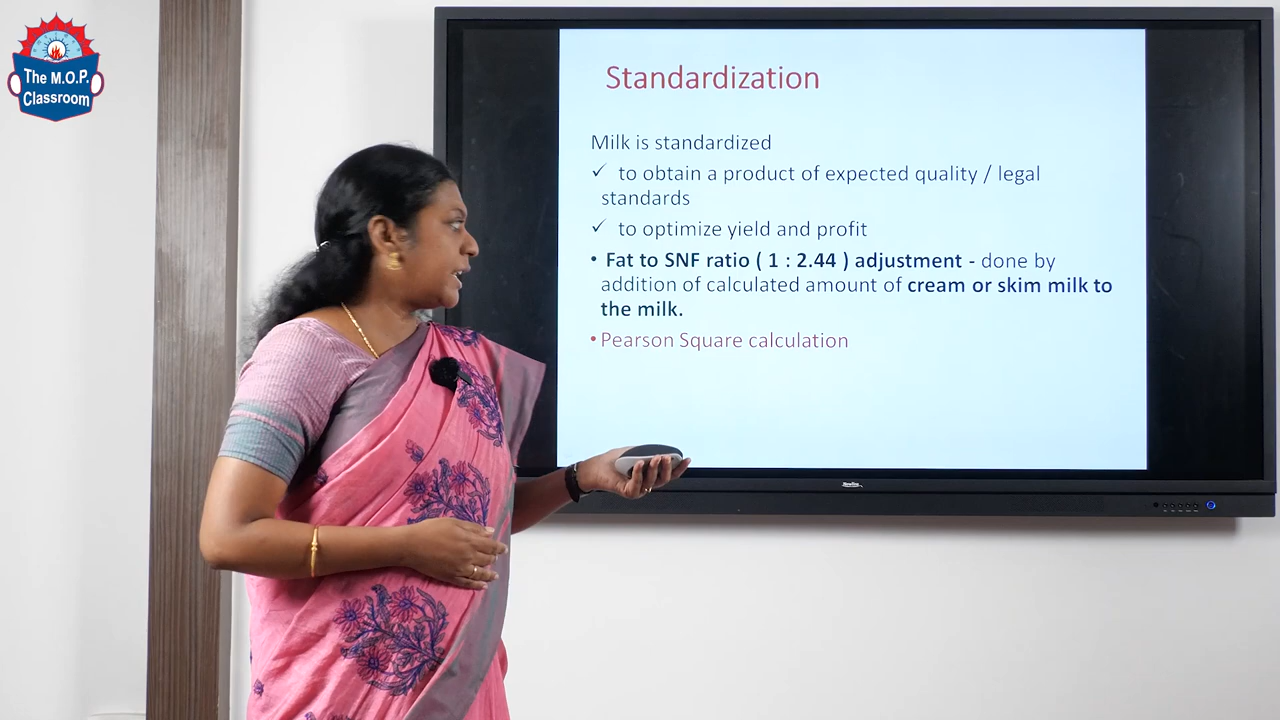 The M.O.P.
Classroom
Standardization
Milk is standardized
✓ to obtain a product of expected quality / legal
standards
✓ to optimize yield and profit
• Fat to SNF ratio ( 1 : 2.44 ) adjustment - done by
addition of calculated amount of cream or skim milk to
the milk.
• Pearson Square calculation